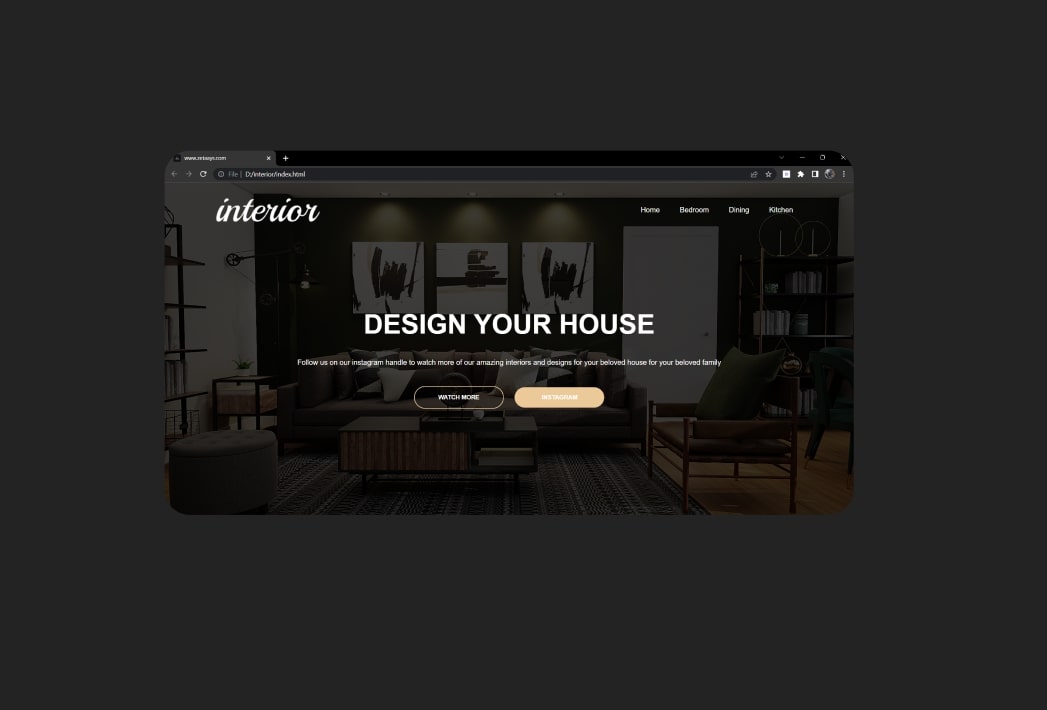 www.zetasys.com
File | D:/interior/index.html
interior
Home Bedroom Dining Kitchen
DESIGN YOUR HOUSE
Follow us on our instagram handle to watch more of our amazing interiors and designs for your beloved house for your beloved family
WATCH MORE INSTAGRAM